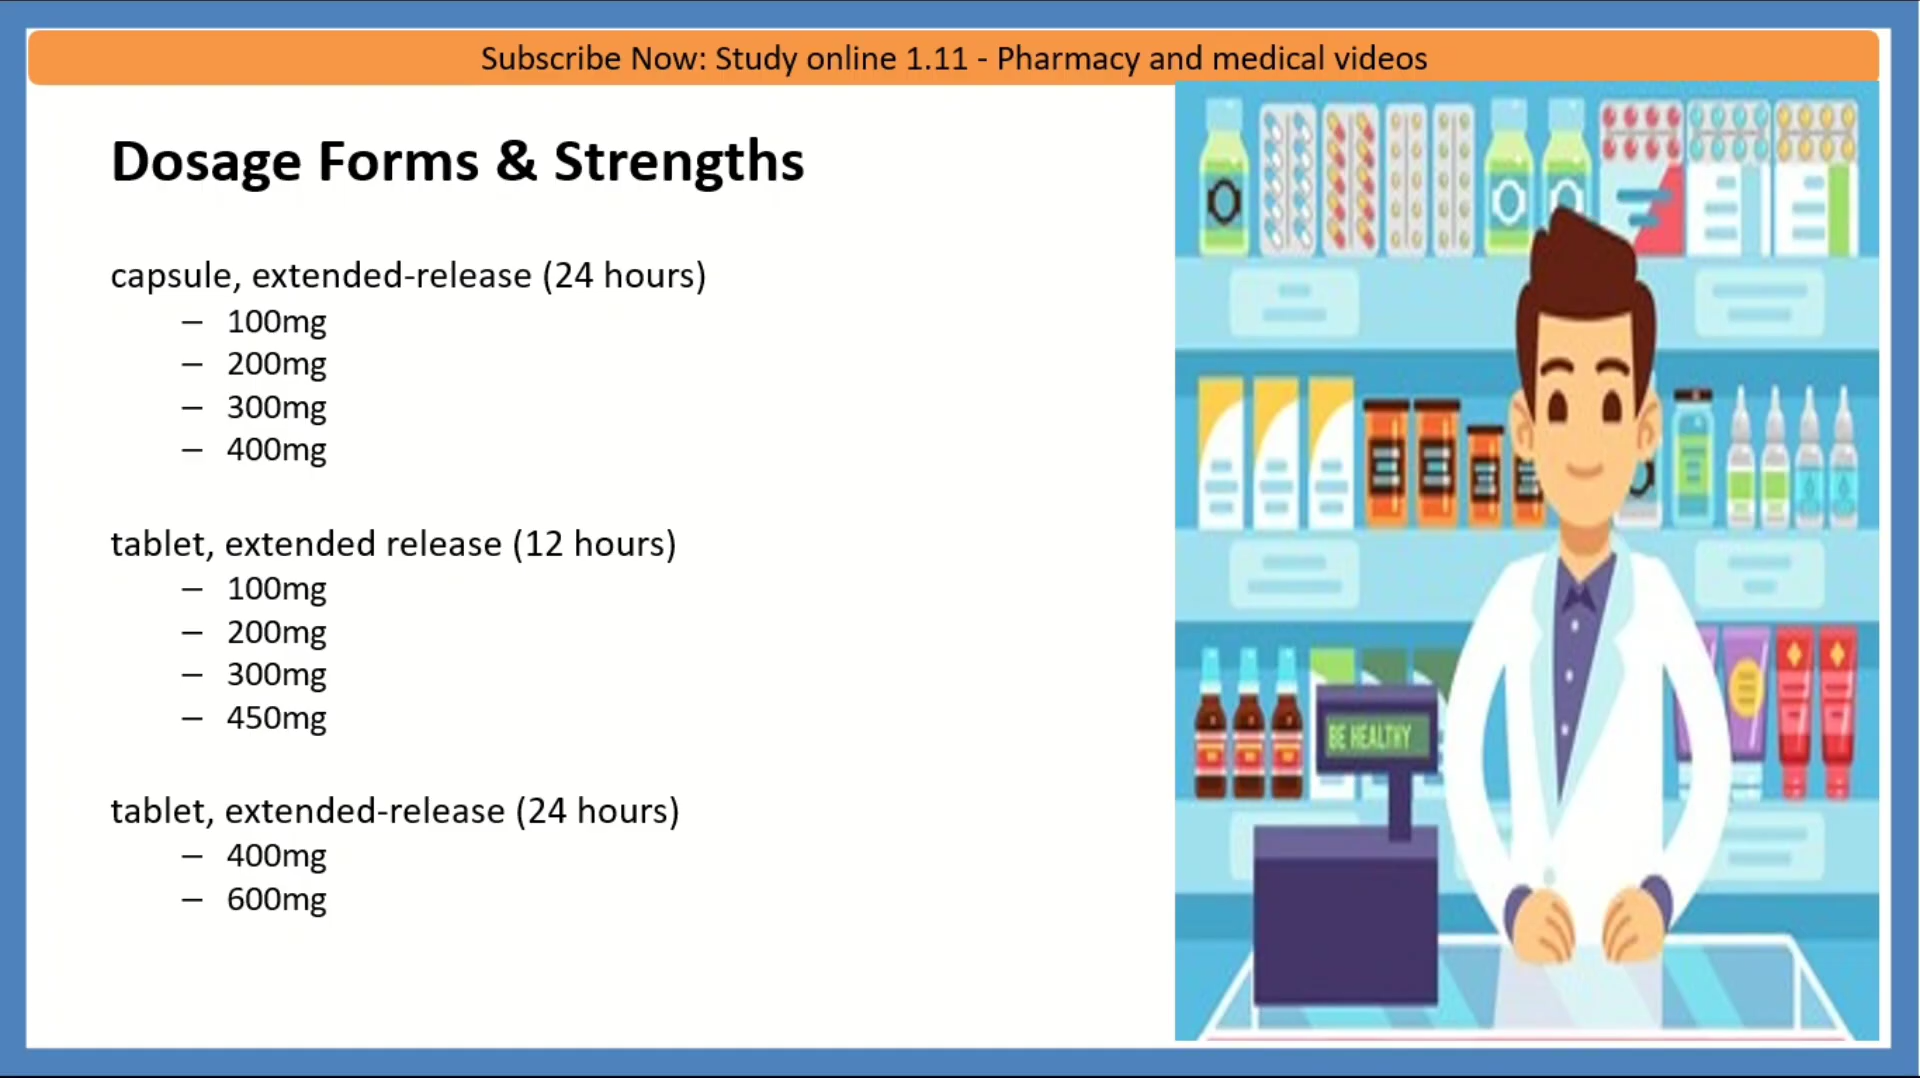 Subscribe Now: Study online 1.11 - Pharmacy and medical videos
Dosage Forms & Strengths
capsule, extended-release (24 hours)
– 100mg
– 200mg
– 300mg
– 400mg
tablet, extended release (12 hours)
– 100mg
– 200mg
– 300mg
– 450mg
tablet, extended-release (24 hours)
– 400mg
– 600mg
BE HEALTHY